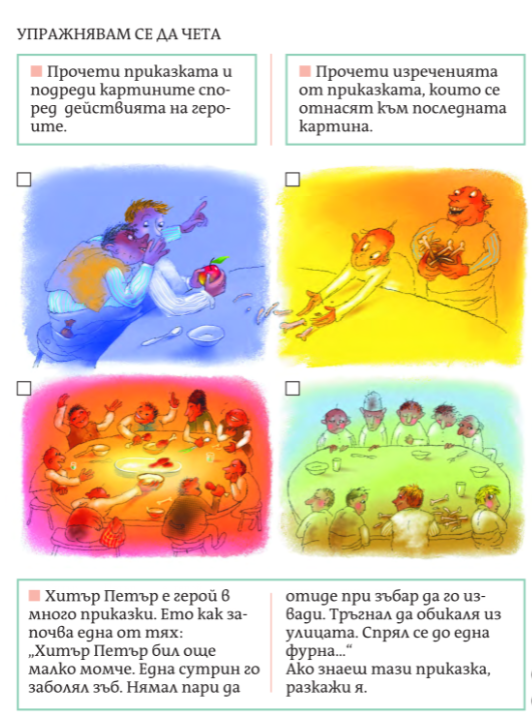 УПРАЖНЯВАМ СЕ ДА ЧЕТА
Прочети приказката и
подреди картините спо-
ред действията на геро-
ите.
Прочети изреченията
от приказката, които се
отнасят към последната
картина.
Хитър Петър е герой в
много приказки. Ето как за-
почва една от тях:
„Хитър Петър бил още
малко момче. Една сутрин го
заболял зъб. Нямал пари да
отиде при зъбар да го из-
вади. Тръгнал да обикаля из
улицата. Спрял се до една
фурна...“
Ако знаеш тази приказка,
разкажи я.